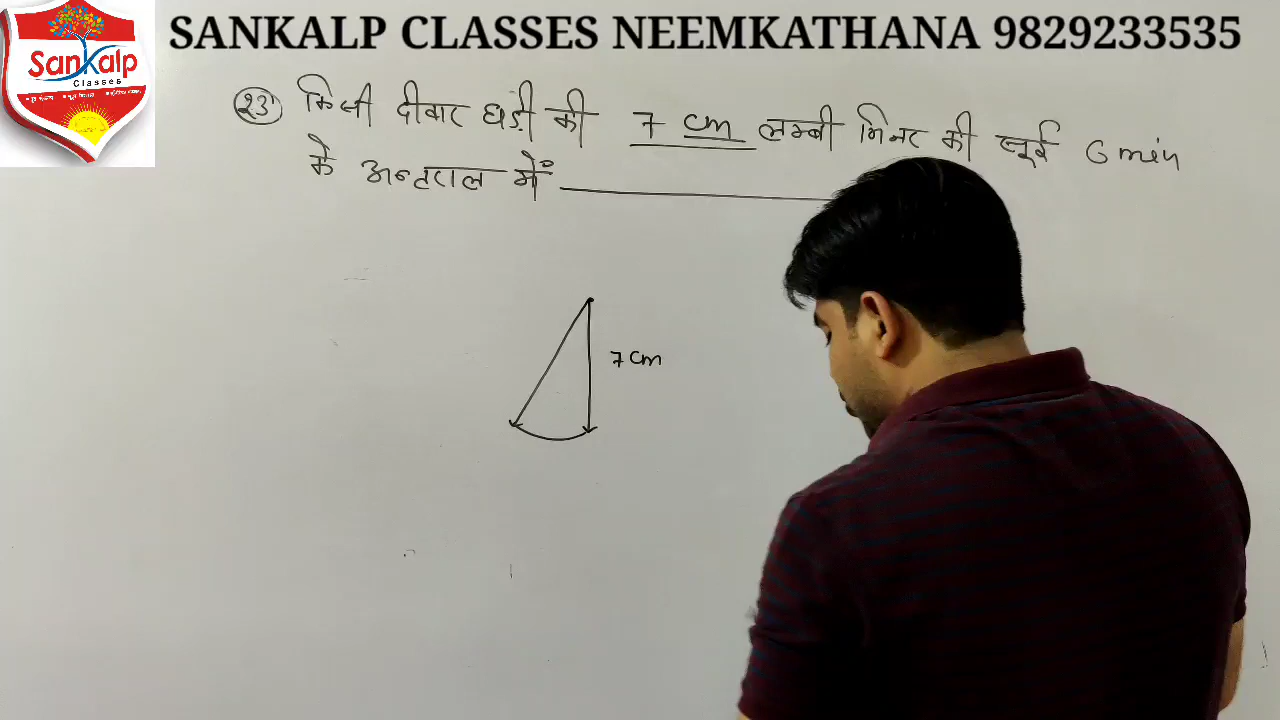 SANKALP CLASSES NEEMKATHANA 9829233535
Sankalp
Classes
23 किसी दीवार घड़ी की 7 cm लम्बी मिनट की सूई 6 min
के अन्तराल में
7 cm